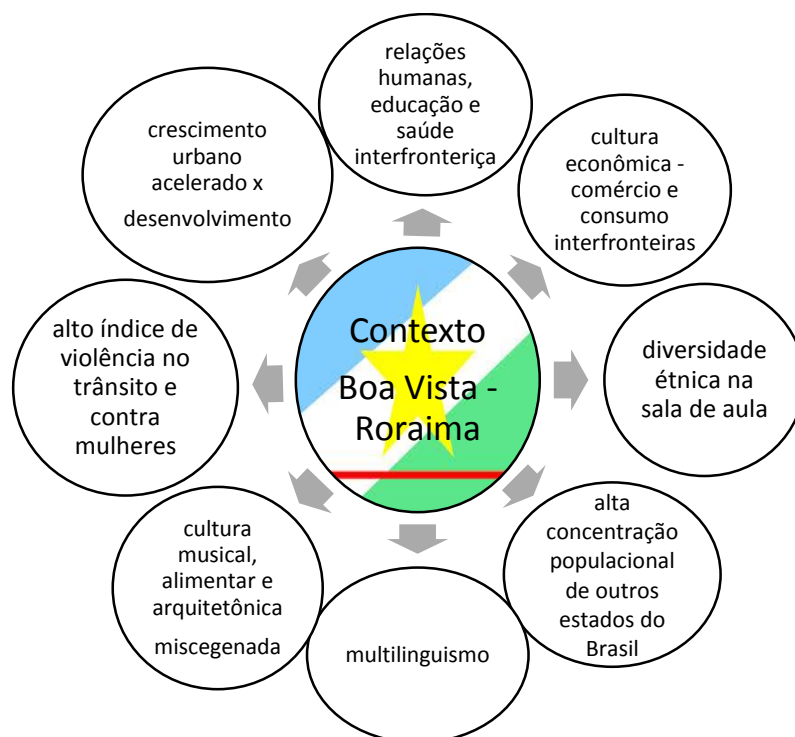 relações
humanas,
educação e
saúde
interfronteriça
cultura
econômica -
comércio e
consumo
interfronteiras
diversidade
étnica na
sala de aula
alta
concentração
populacional
de outros
estados do
Brasil
multilinguismo
cultura
musical,
alimentar e
arquitetônica
miscegenada
alto índice de
violência no
trânsito e
contra
mulheres
crescimento
urbano
acelerado x
desenvolvimento
Contexto
Boa Vista -
Roraima